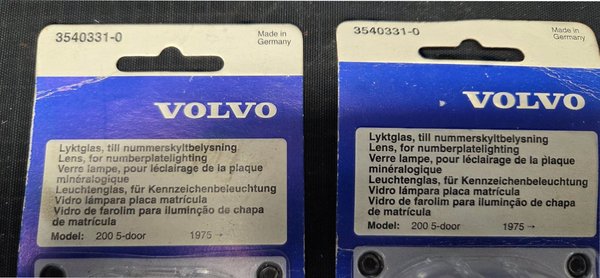 3540331-0
Made in
Germany
VOLVO
Lyktglas, till nummerskyltbelysning
Lens, for numberplatelighting
Verre lampe, pour léclairage de la plaque
minéralogique
Leuchtenglas, für Kennzeichenbeleuchtung
Vidro lámpara placa matrícula
Vidro de farolim para iluminção de chapa
de matrícula
Model: 200 5-door 1975 →
3540331-0
Made in
Germany
VOLVO
Lyktglas, till nummerskyltbelysning
Lens, for numberplatelighting
Verre lampe, pour léclairage de la plaque
minéralogique
Leuchtenglas, für Kennzeichenbeleuchtung
Vidro lámpara placa matrícula
Vidro de farolim para iluminção de chapa
de matrícula
Model: 200 5-door 1975 →